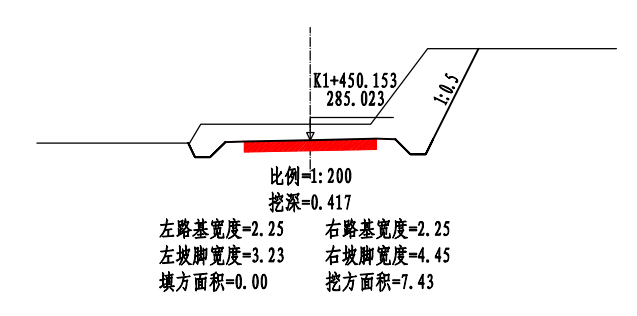 K1+450.153
285.023
1:0.5
比例=1:200
挖深=0.417
左路基宽度=2.25 右路基宽度=2.25
左坡脚宽度=3.23 右坡脚宽度=4.45
填方面积=0.00 挖方面积=7.43